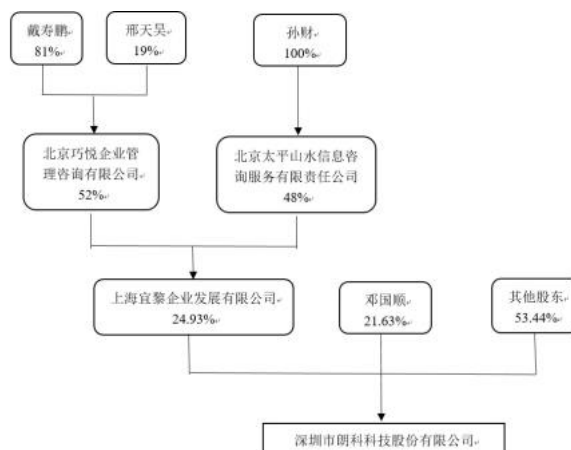 戴寿鹏
81%
邢天昊
19%
孙财
100%
北京巧悦企业管
理咨询有限公司
52%
北京太平山水信息咨
询服务有限责任公司
48%
上海宜黎企业发展有限公司
24.93%
邓国顺
21.63%
其他股东
53.44%
深圳市朗科科技股份有限公司